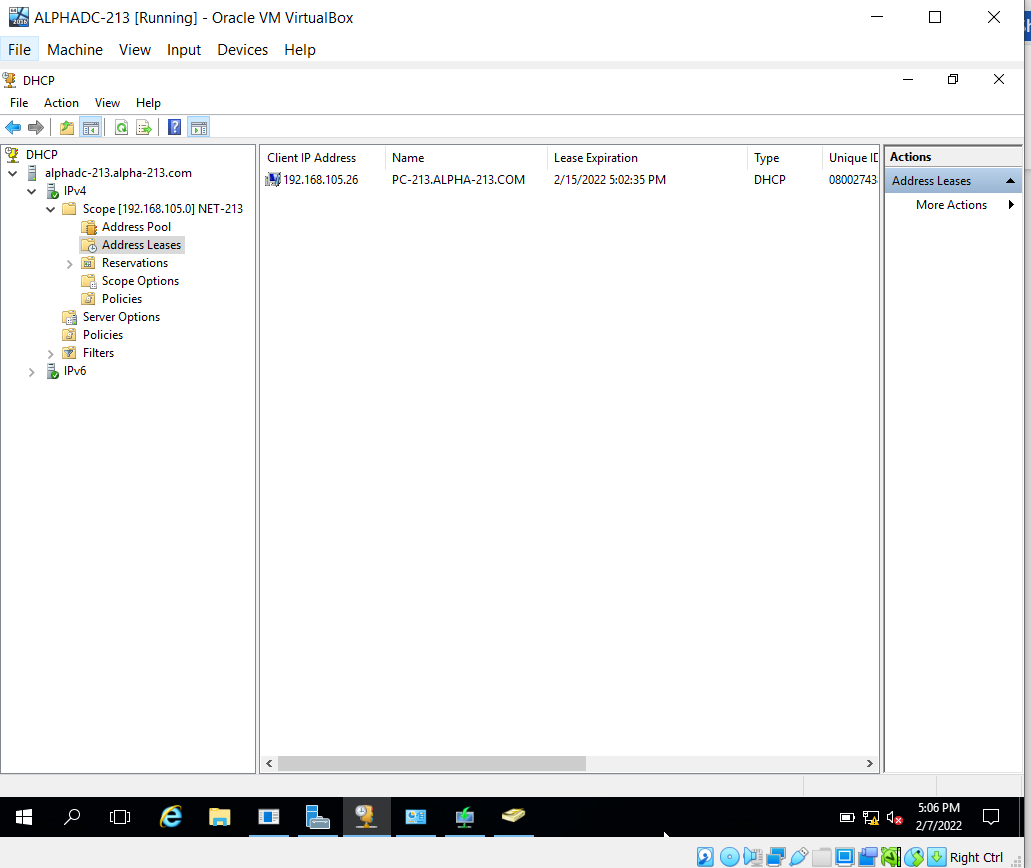 ALPHADC-213 [Running] - Oracle VM VirtualBox
File Machine View Input Devices Help
DHCP
File Action View Help
DHCP
alphadc-213.alpha-213.com
IPv4
Scope [192.168.105.0] NET-213
Address Pool
Address Leases
Reservations
Scope Options
Policies
Server Options
Policies
Filters
IPv6
Client IP Address Name Lease Expiration Type Unique ID
192.168.105.26 PC-213.ALPHA-213.COM 2/15/2022 5:02:35 PM DHCP 08002743
Actions
Address Leases
More Actions
5:06 PM
2/7/2022
Right Ctrl